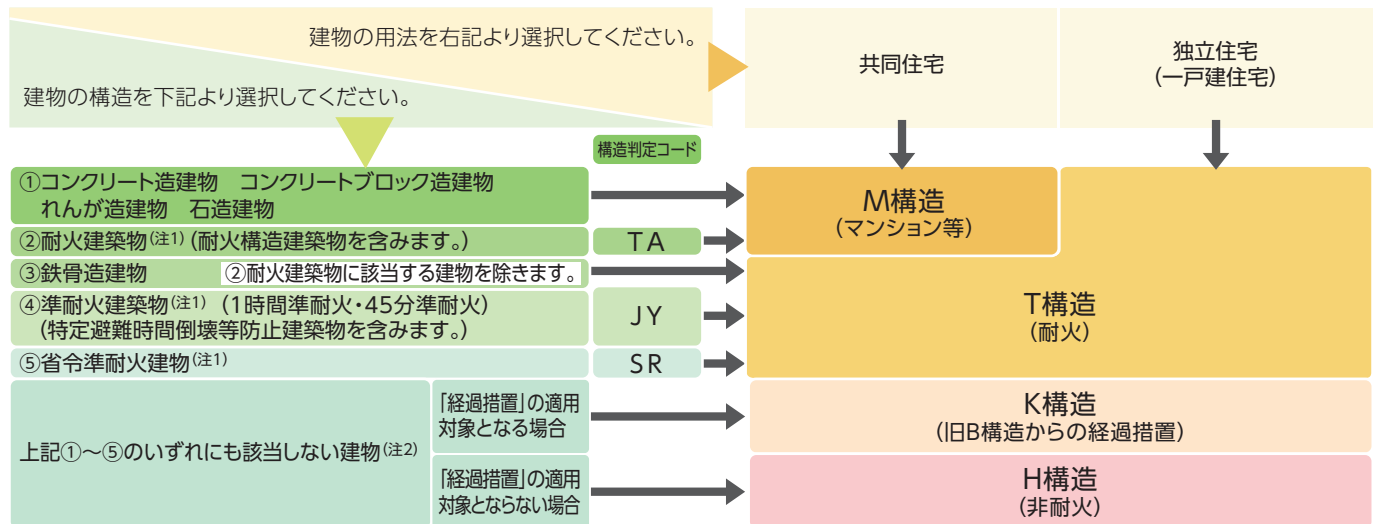 建物の用法を右記より選択してください。
建物の構造を下記より選択してください。
共同住宅
独立住宅
(一戸建住宅)
構造判定コード
①コンクリート造建物　コンクリートブロック造建物
れんが造建物　石造建物
②耐火建築物(注1)(耐火構造建築物を含みます。)
TA
③鉄骨造建物　②耐火建築物に該当する建物を除きます。
④準耐火建築物(注1)(1時間準耐火・45分準耐火)
(特定避難時間倒壊等防止建築物を含みます。)
JY
⑤省令準耐火建物(注1)
SR
上記①～⑤のいずれにも該当しない建物(注2)
「経過措置」の適用
対象となる場合
「経過措置」の適用
対象とならない場合
M構造
(マンション等)
T構造
(耐火)
K構造
(旧B構造からの経過措置)
H構造
(非耐火)